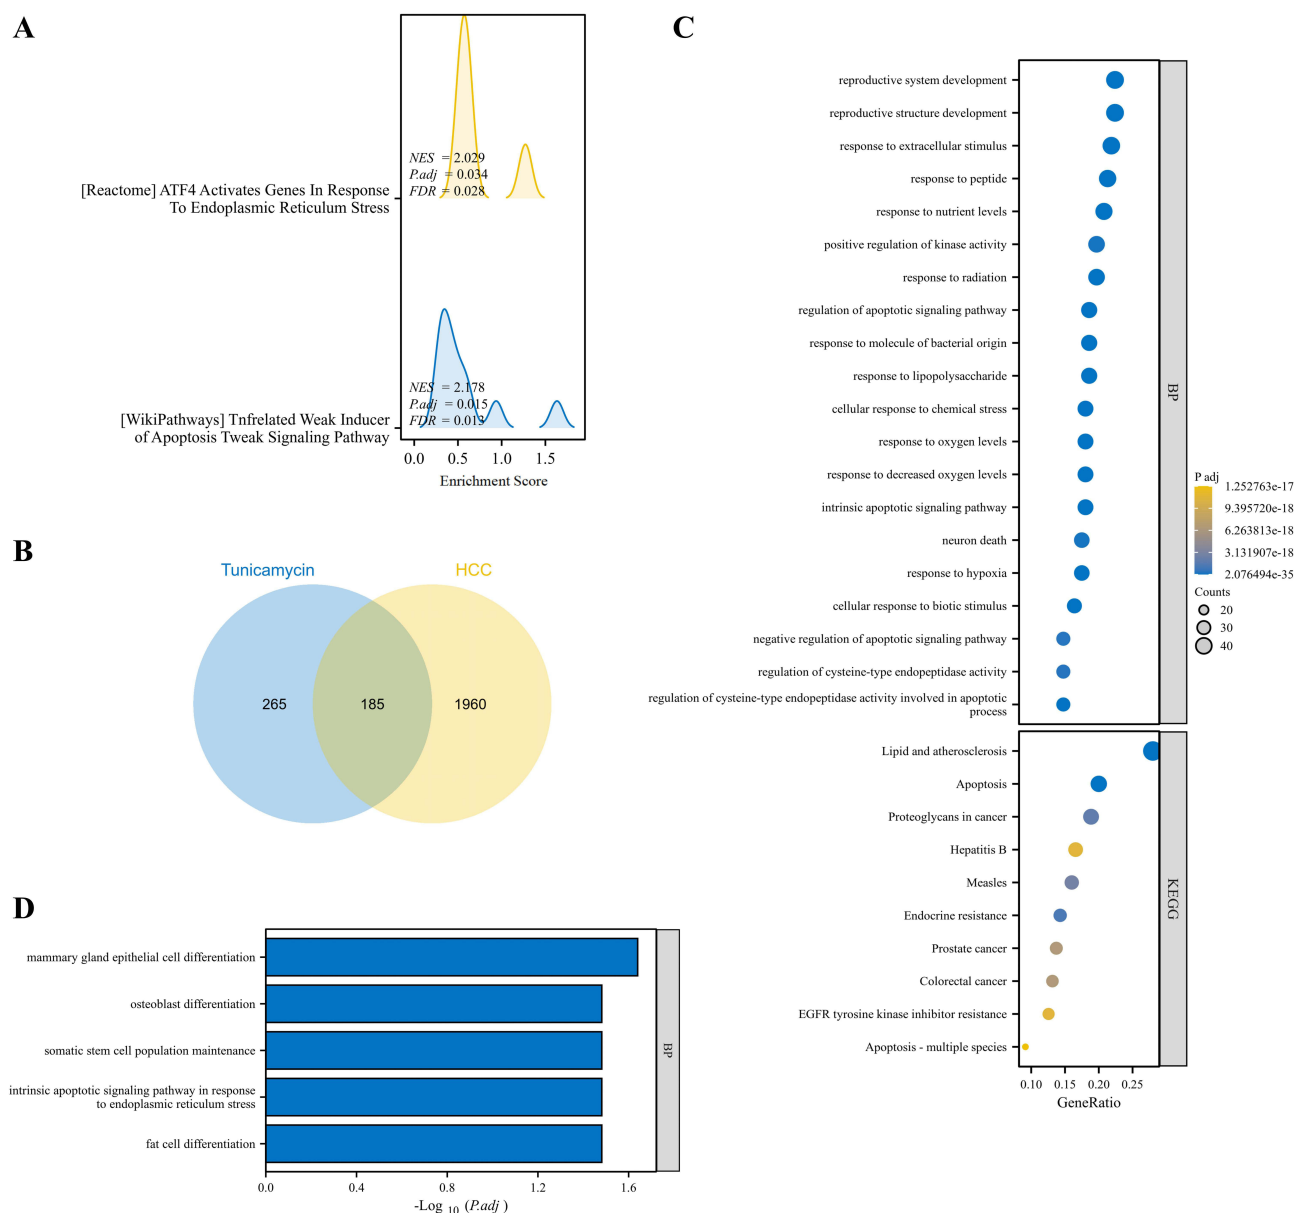 A
[Reactome] ATF4 Activates Genes In Response
To Endoplasmic Reticulum Stress
NES = 2.029
P.adj = 0.034
FDR = 0.028
[WikiPathways] Tnfrelated Weak Inducer
of Apoptosis Tweak Signaling Pathway
NES = 2.178
P.adj = 0.015
FDR = 0.013
0.0 0.5 1.0 1.5
Enrichment Score
B
Tunicamycin HCC
265 185 1960
C
reproductive system development
reproductive structure development
response to extracellular stimulus
response to peptide
response to nutrient levels
positive regulation of kinase activity
response to radiation
regulation of apoptotic signaling pathway
response to molecule of bacterial origin
response to lipopolysaccharide
cellular response to chemical stress
response to oxygen levels
response to decreased oxygen levels
intrinsic apoptotic signaling pathway
neuron death
response to hypoxia
cellular response to biotic stimulus
negative regulation of apoptotic signaling pathway
regulation of cysteine-type endopeptidase activity
regulation of cysteine-type endopeptidase activity involved in apoptotic
process
BP
Lipid and atherosclerosis
Apoptosis
Proteoglycans in cancer
Hepatitis B
Measles
Endocrine resistance
Prostate cancer
Colorectal cancer
EGFR tyrosine kinase inhibitor resistance
Apoptosis - multiple species
KEGG
0.10 0.15 0.20 0.25
GeneRatio
P adj
1.252763e-17
9.395720e-18
6.263813e-18
3.131907e-18
2.076494e-35
Counts
20
30
40
D
mammary gland epithelial cell differentiation
osteoblast differentiation
somatic stem cell population maintenance
intrinsic apoptotic signaling pathway in response
to endoplasmic reticulum stress
fat cell differentiation
BP
0.0 0.4 0.8 1.2 1.6
-Log 10 (P.adj )